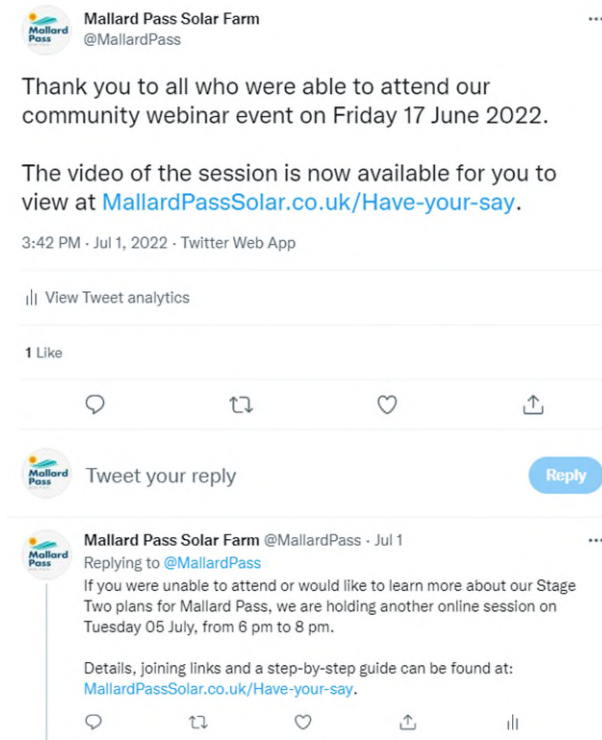 Mallard Pass Solar Farm
@MallardPass
Mallard
Pass
Thank you to all who were able to attend our
community webinar event on Friday 17 June 2022.
The video of the session is now available for you to
view at MallardPassSolar.co.uk/Have-your-say.
3:42 PM · Jul 1, 2022 · Twitter Web App
View Tweet analytics
1 Like
Mallard
Pass
Tweet your reply
Reply
Mallard
Pass
Mallard Pass Solar Farm @MallardPass · Jul 1
Replying to @MallardPass
If you were unable to attend or would like to learn more about our Stage
Two plans for Mallard Pass, we are holding another online session on
Tuesday 05 July, from 6 pm to 8 pm.
Details, joining links and a step-by-step guide can be found at:
MallardPassSolar.co.uk/Have-your-say.